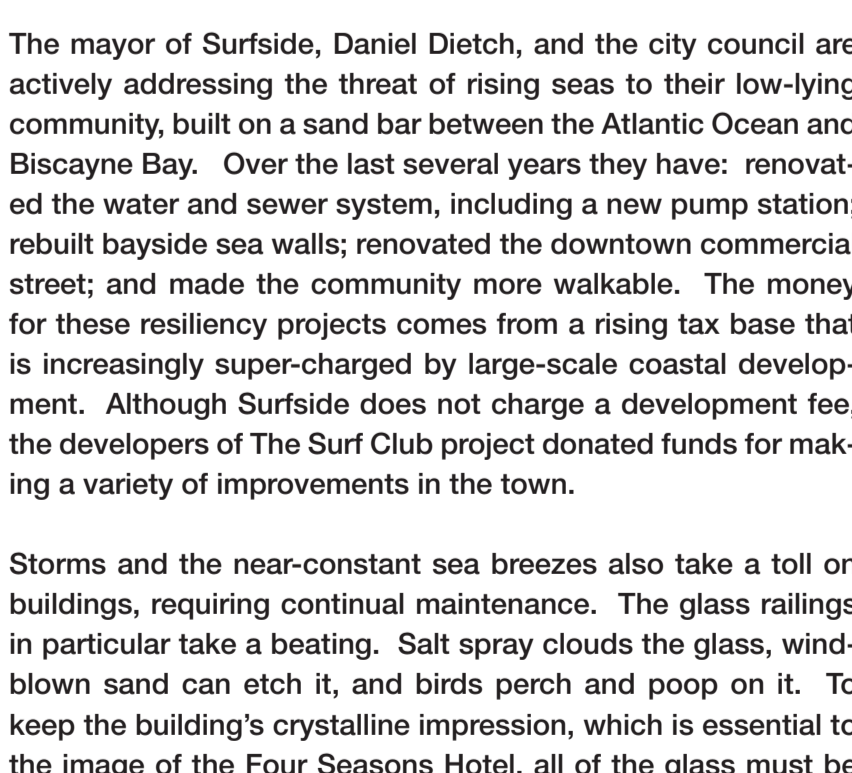 The mayor of Surfside, Daniel Dietch, and the city council are
actively addressing the threat of rising seas to their low-lying
community, built on a sand bar between the Atlantic Ocean and
Biscayne Bay.  Over the last several years they have:  renovat-
ed the water and sewer system, including a new pump station;
rebuilt bayside sea walls; renovated the downtown commercia
street; and made the community more walkable.  The money
for these resiliency projects comes from a rising tax base that
is increasingly super-charged by large-scale coastal develop-
ment.  Although Surfside does not charge a development fee,
the developers of The Surf Club project donated funds for mak-
ing a variety of improvements in the town.

Storms and the near-constant sea breezes also take a toll on
buildings, requiring continual maintenance.  The glass railings
in particular take a beating.  Salt spray clouds the glass, wind-
blown sand can etch it, and birds perch and poop on it.  To
keep the building's crystalline impression, which is essential to
the image of the Four Seasons Hotel, all of the glass must be